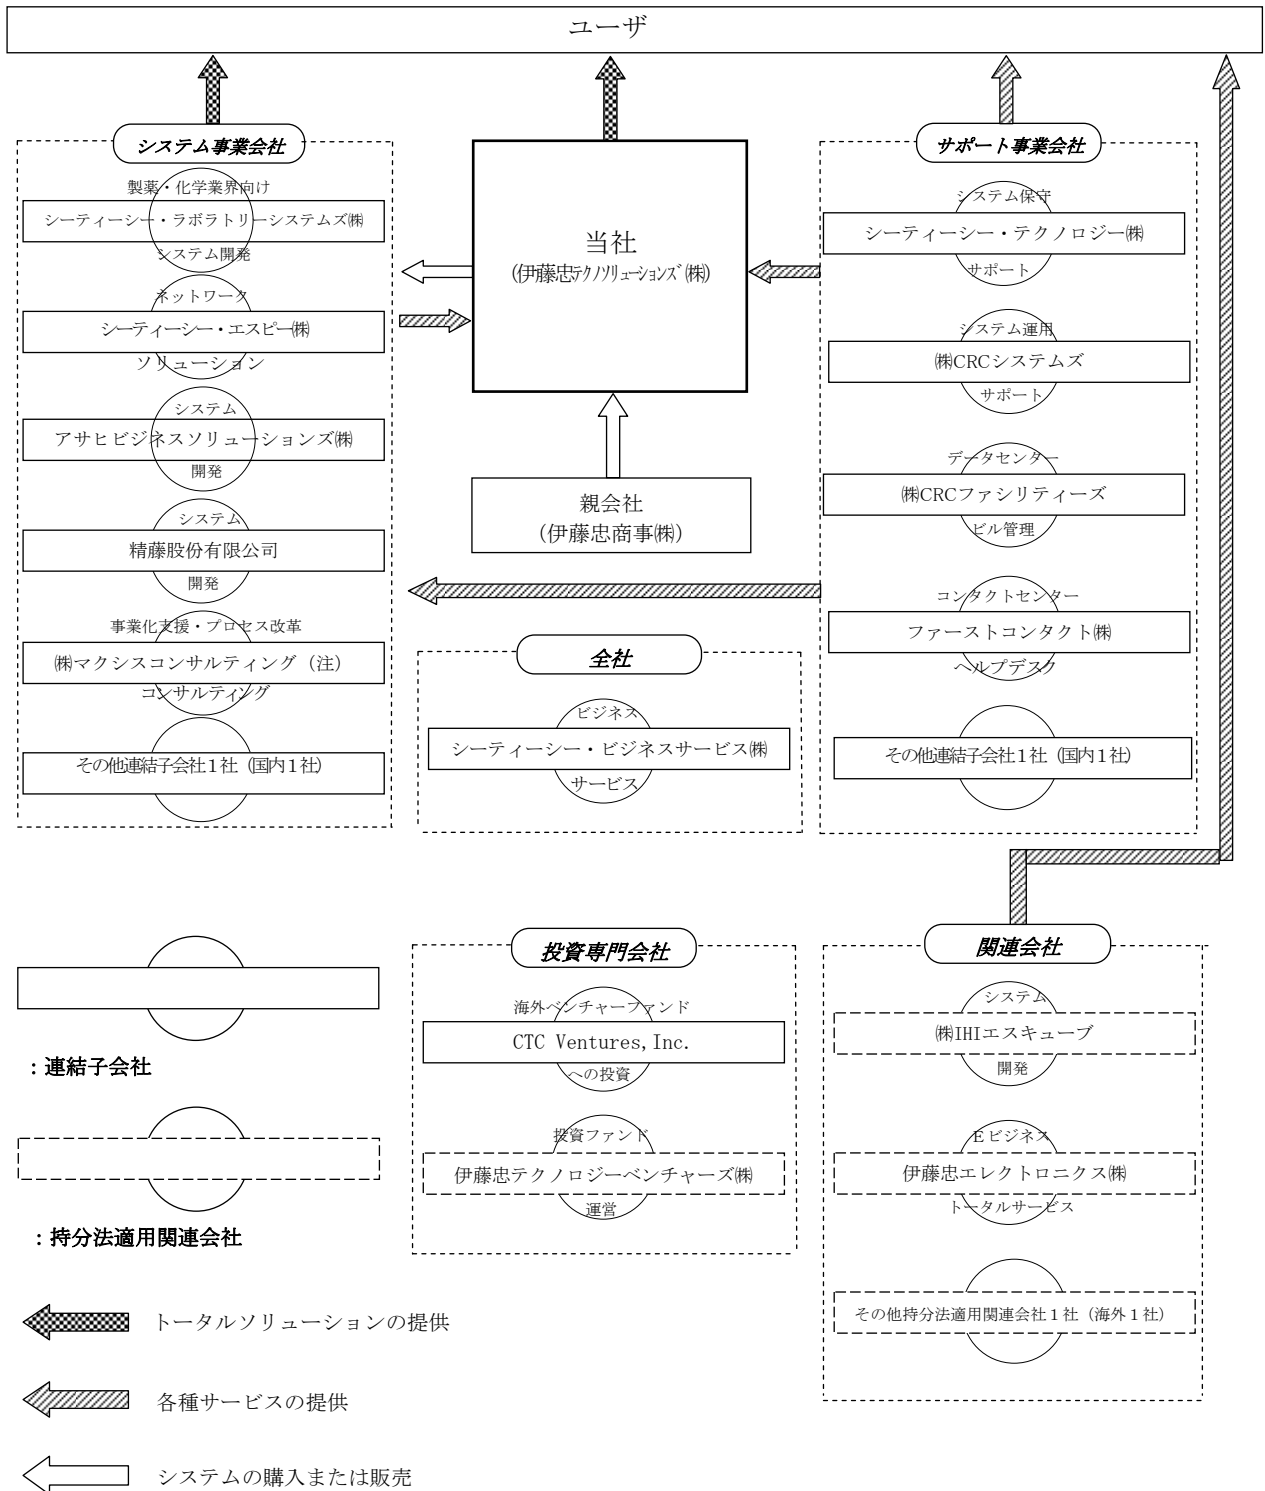 ユーザ
システム事業会社
製薬・化学業界向け
シーティーシー・ラボラトリーシステムズ㈱
システム開発
ネットワーク
シーティーシー・エスピー㈱
ソリューション
システム
アサヒビジネスソリューションズ㈱
開発
システム
精藤股份有限公司
開発
事業化支援・プロセス改革
㈱マクシスコンサルティング（注）
コンサルティング
その他連結子会社１社（国内１社）
当社
(伊藤忠ﾃｸﾉｿﾘｭｰｼｮﾝｽﾞ㈱)
親会社
(伊藤忠商事㈱)
全社
ビジネス
シーティーシー・ビジネスサービス㈱
サービス
サポート事業会社
システム保守
シーティーシー・テクノロジー㈱
サポート
システム運用
㈱CRCシステムズ
サポート
データセンター
㈱CRCファシリティーズ
ビル管理
コンタクトセンター
ファーストコンタクト㈱
ヘルプデスク
その他連結子会社１社（国内１社）
投資専門会社
海外ベンチャーファンド
CTC Ventures,Inc.
への投資
投資ファンド
伊藤忠テクノロジーベンチャーズ㈱
運営
関連会社
システム
㈱IHIエスキューブ
開発
Ｅビジネス
伊藤忠エレクトロニクス㈱
トータルサービス
その他持分法適用関連会社１社（海外１社）
：連結子会社
：持分法適用関連会社
トータルソリューションの提供
各種サービスの提供
システムの購入または販売